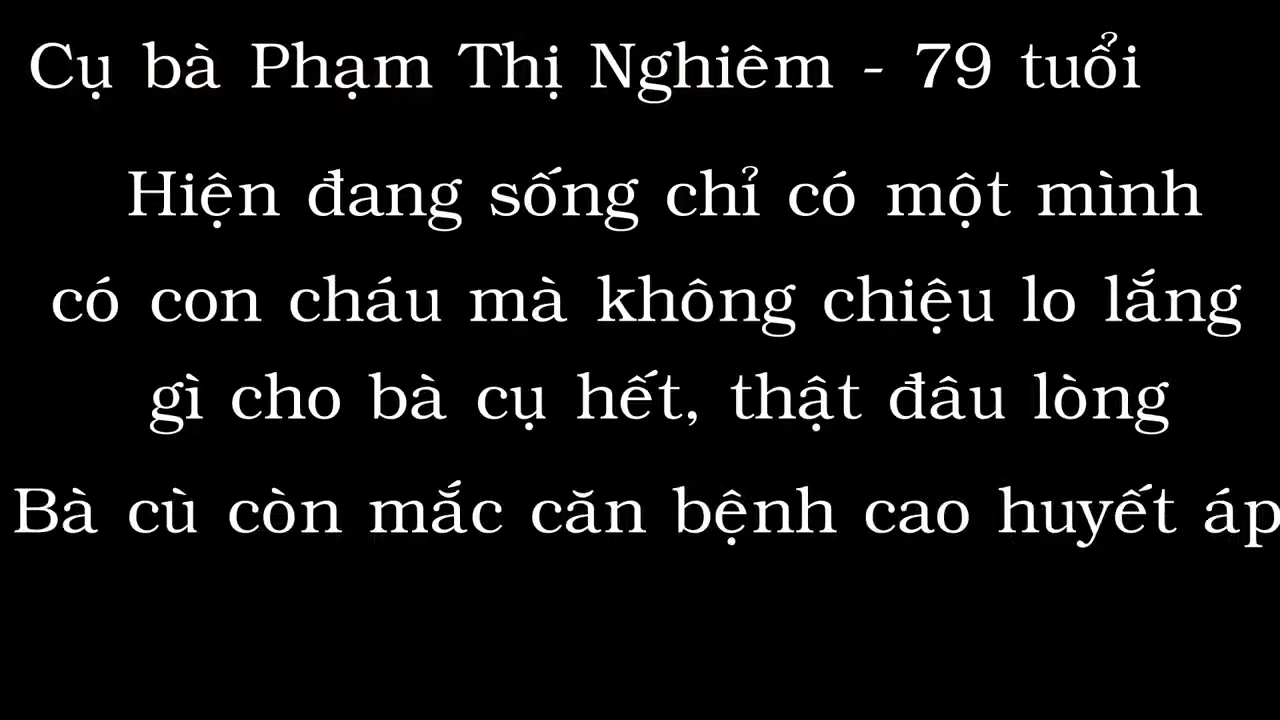 Cụ bà Phạm Thị Nghiêm - 79 tuổi
Hiện đang sống chỉ có một mình
có con cháu mà không chiệu lo lắng
gì cho bà cụ hết, thật đâu lòng
Bà cù còn mắc căn bệnh cao huyết áp